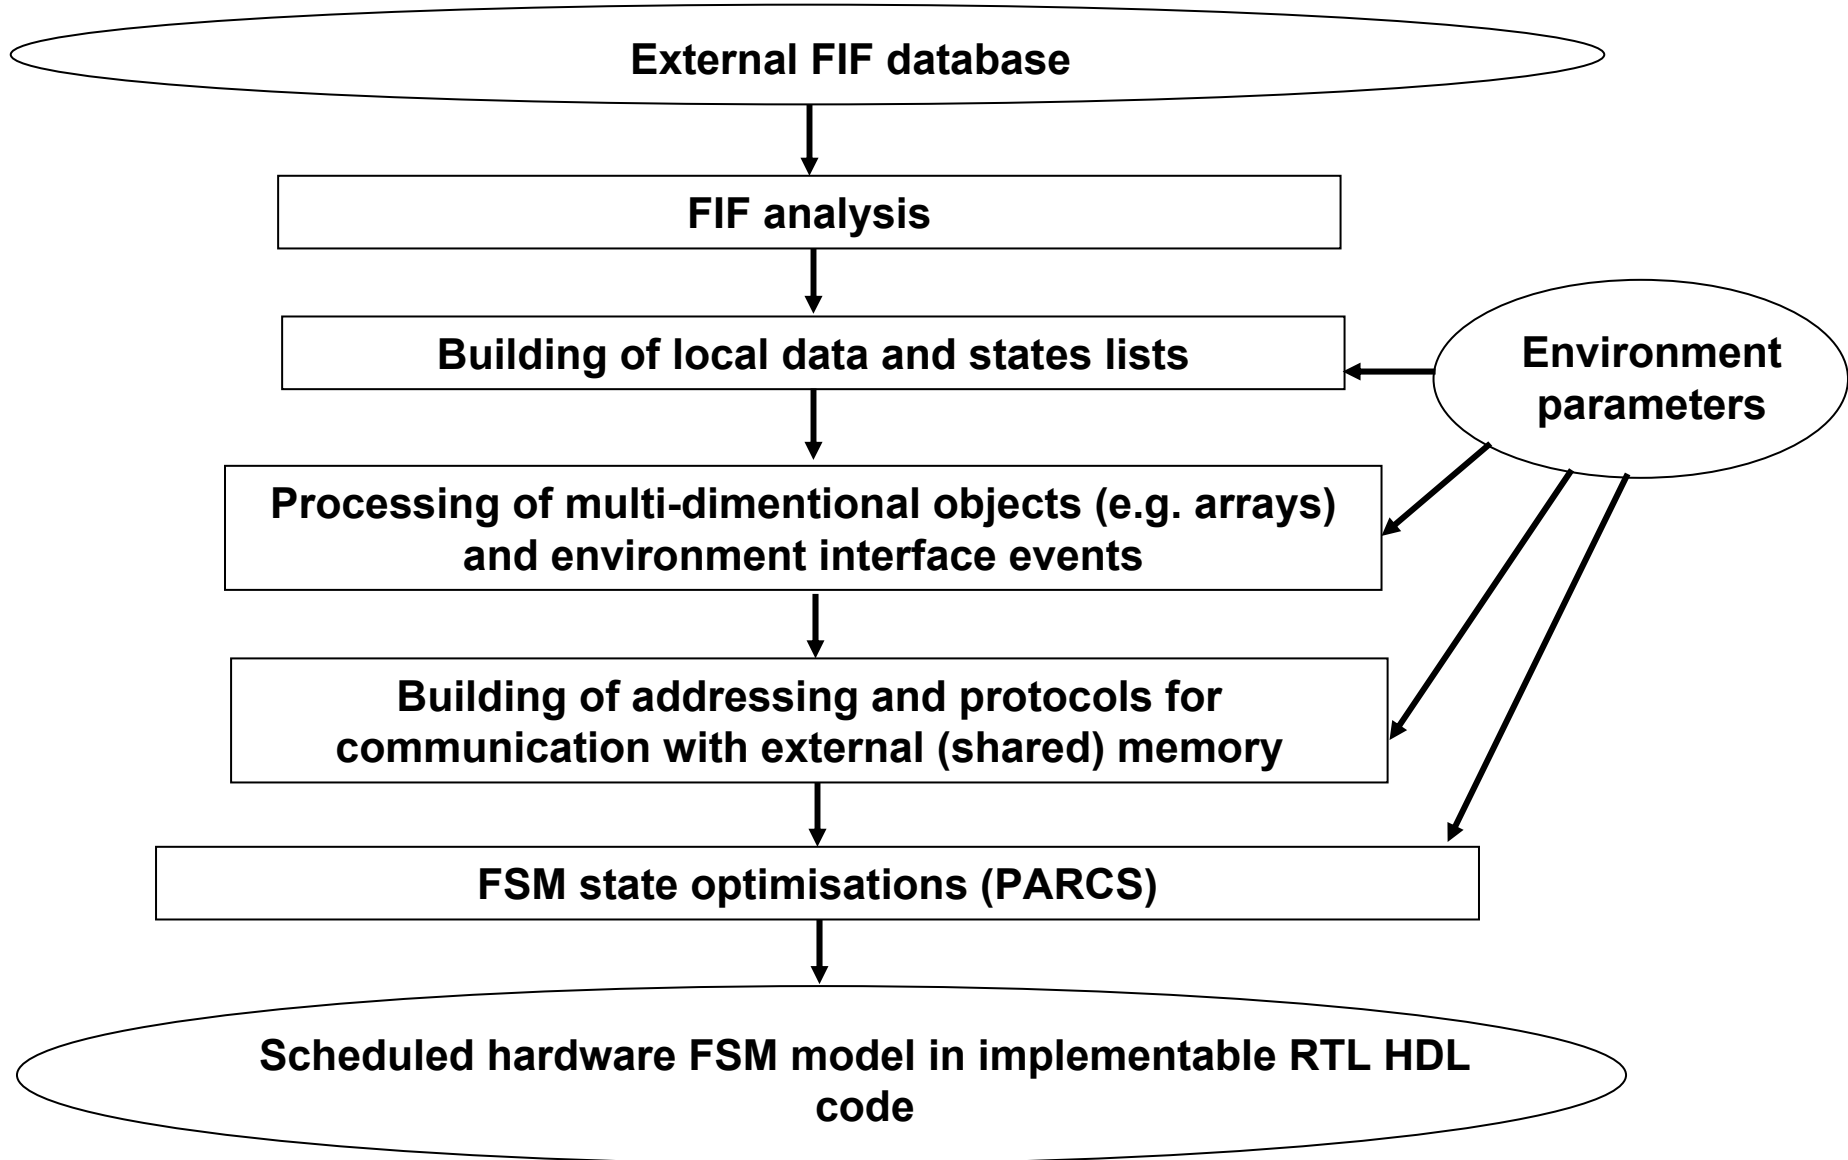 External FIF database
FIF analysis
Building of local data and states lists
Environment
parameters
Processing of multi-dimentional objects (e.g. arrays)
and environment interface events
Building of addressing and protocols for
communication with external (shared) memory
FSM state optimisations (PARCS)
Scheduled hardware FSM model in implementable RTL HDL
code